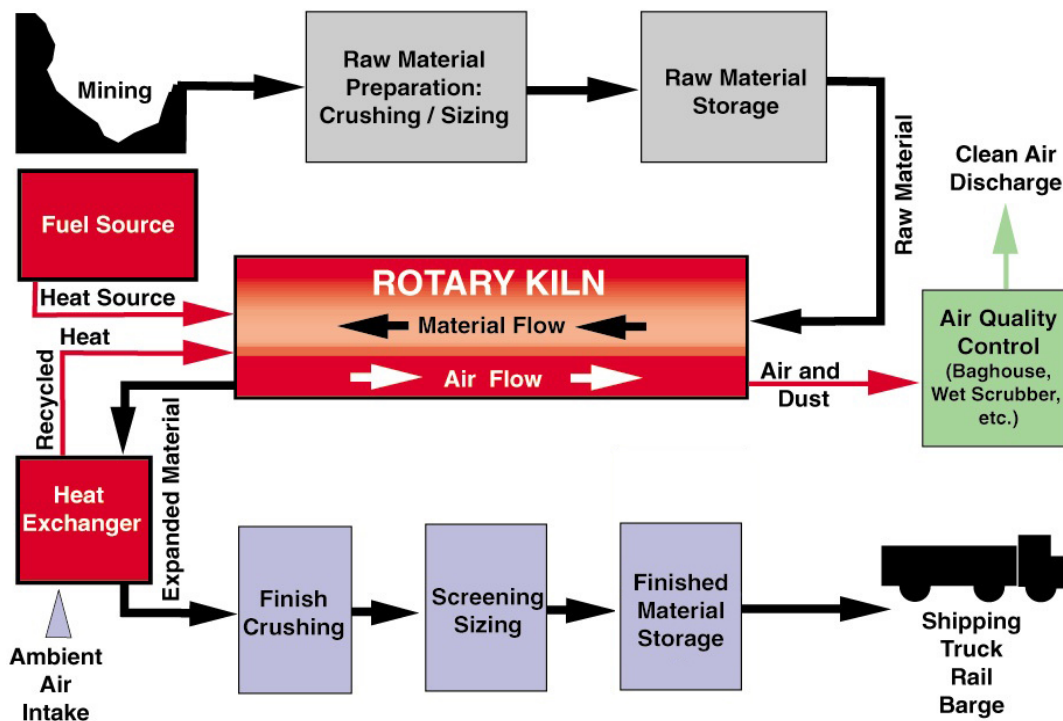 Mining
Raw Material
Preparation:
Crushing / Sizing
Raw Material
Storage
Raw Material
Clean Air
Discharge
Fuel Source
Heat Source
Heat
Recycled
ROTARY KILN
Material Flow
Air Flow
Air and
Dust
Air Quality
Control
(Baghouse,
Wet Scrubber,
etc.)
Heat
Exchanger
Expanded Material
Ambient
Air
Intake
Finish
Crushing
Screening
Sizing
Finished
Material
Storage
Shipping
Truck
Rail
Barge